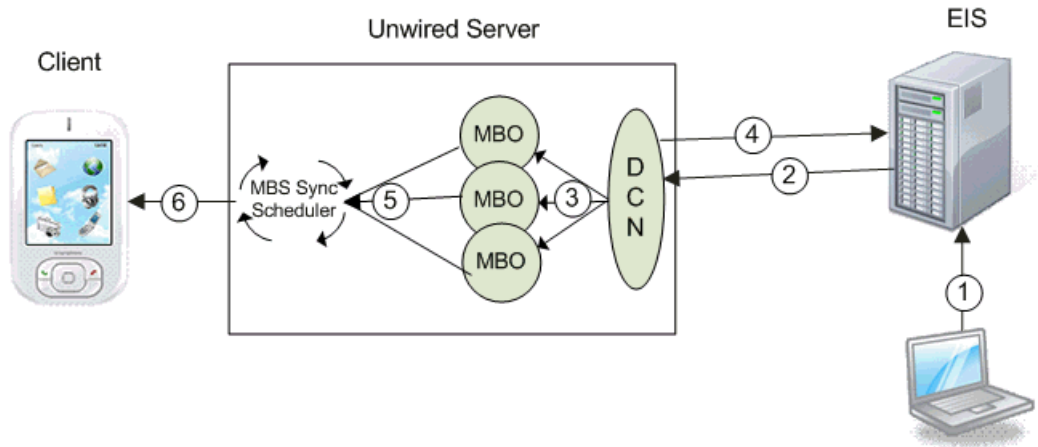 EIS
Unwired Server
Client
MBO
4
D
C
N
2
MBS Sync
Scheduler
6
5
MBO
3
MBO
1